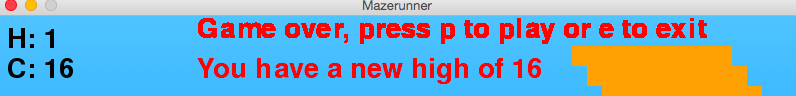 Mazerunner
H: 1
Game over, press p to play or e to exit
C: 16
You have a new high of 16